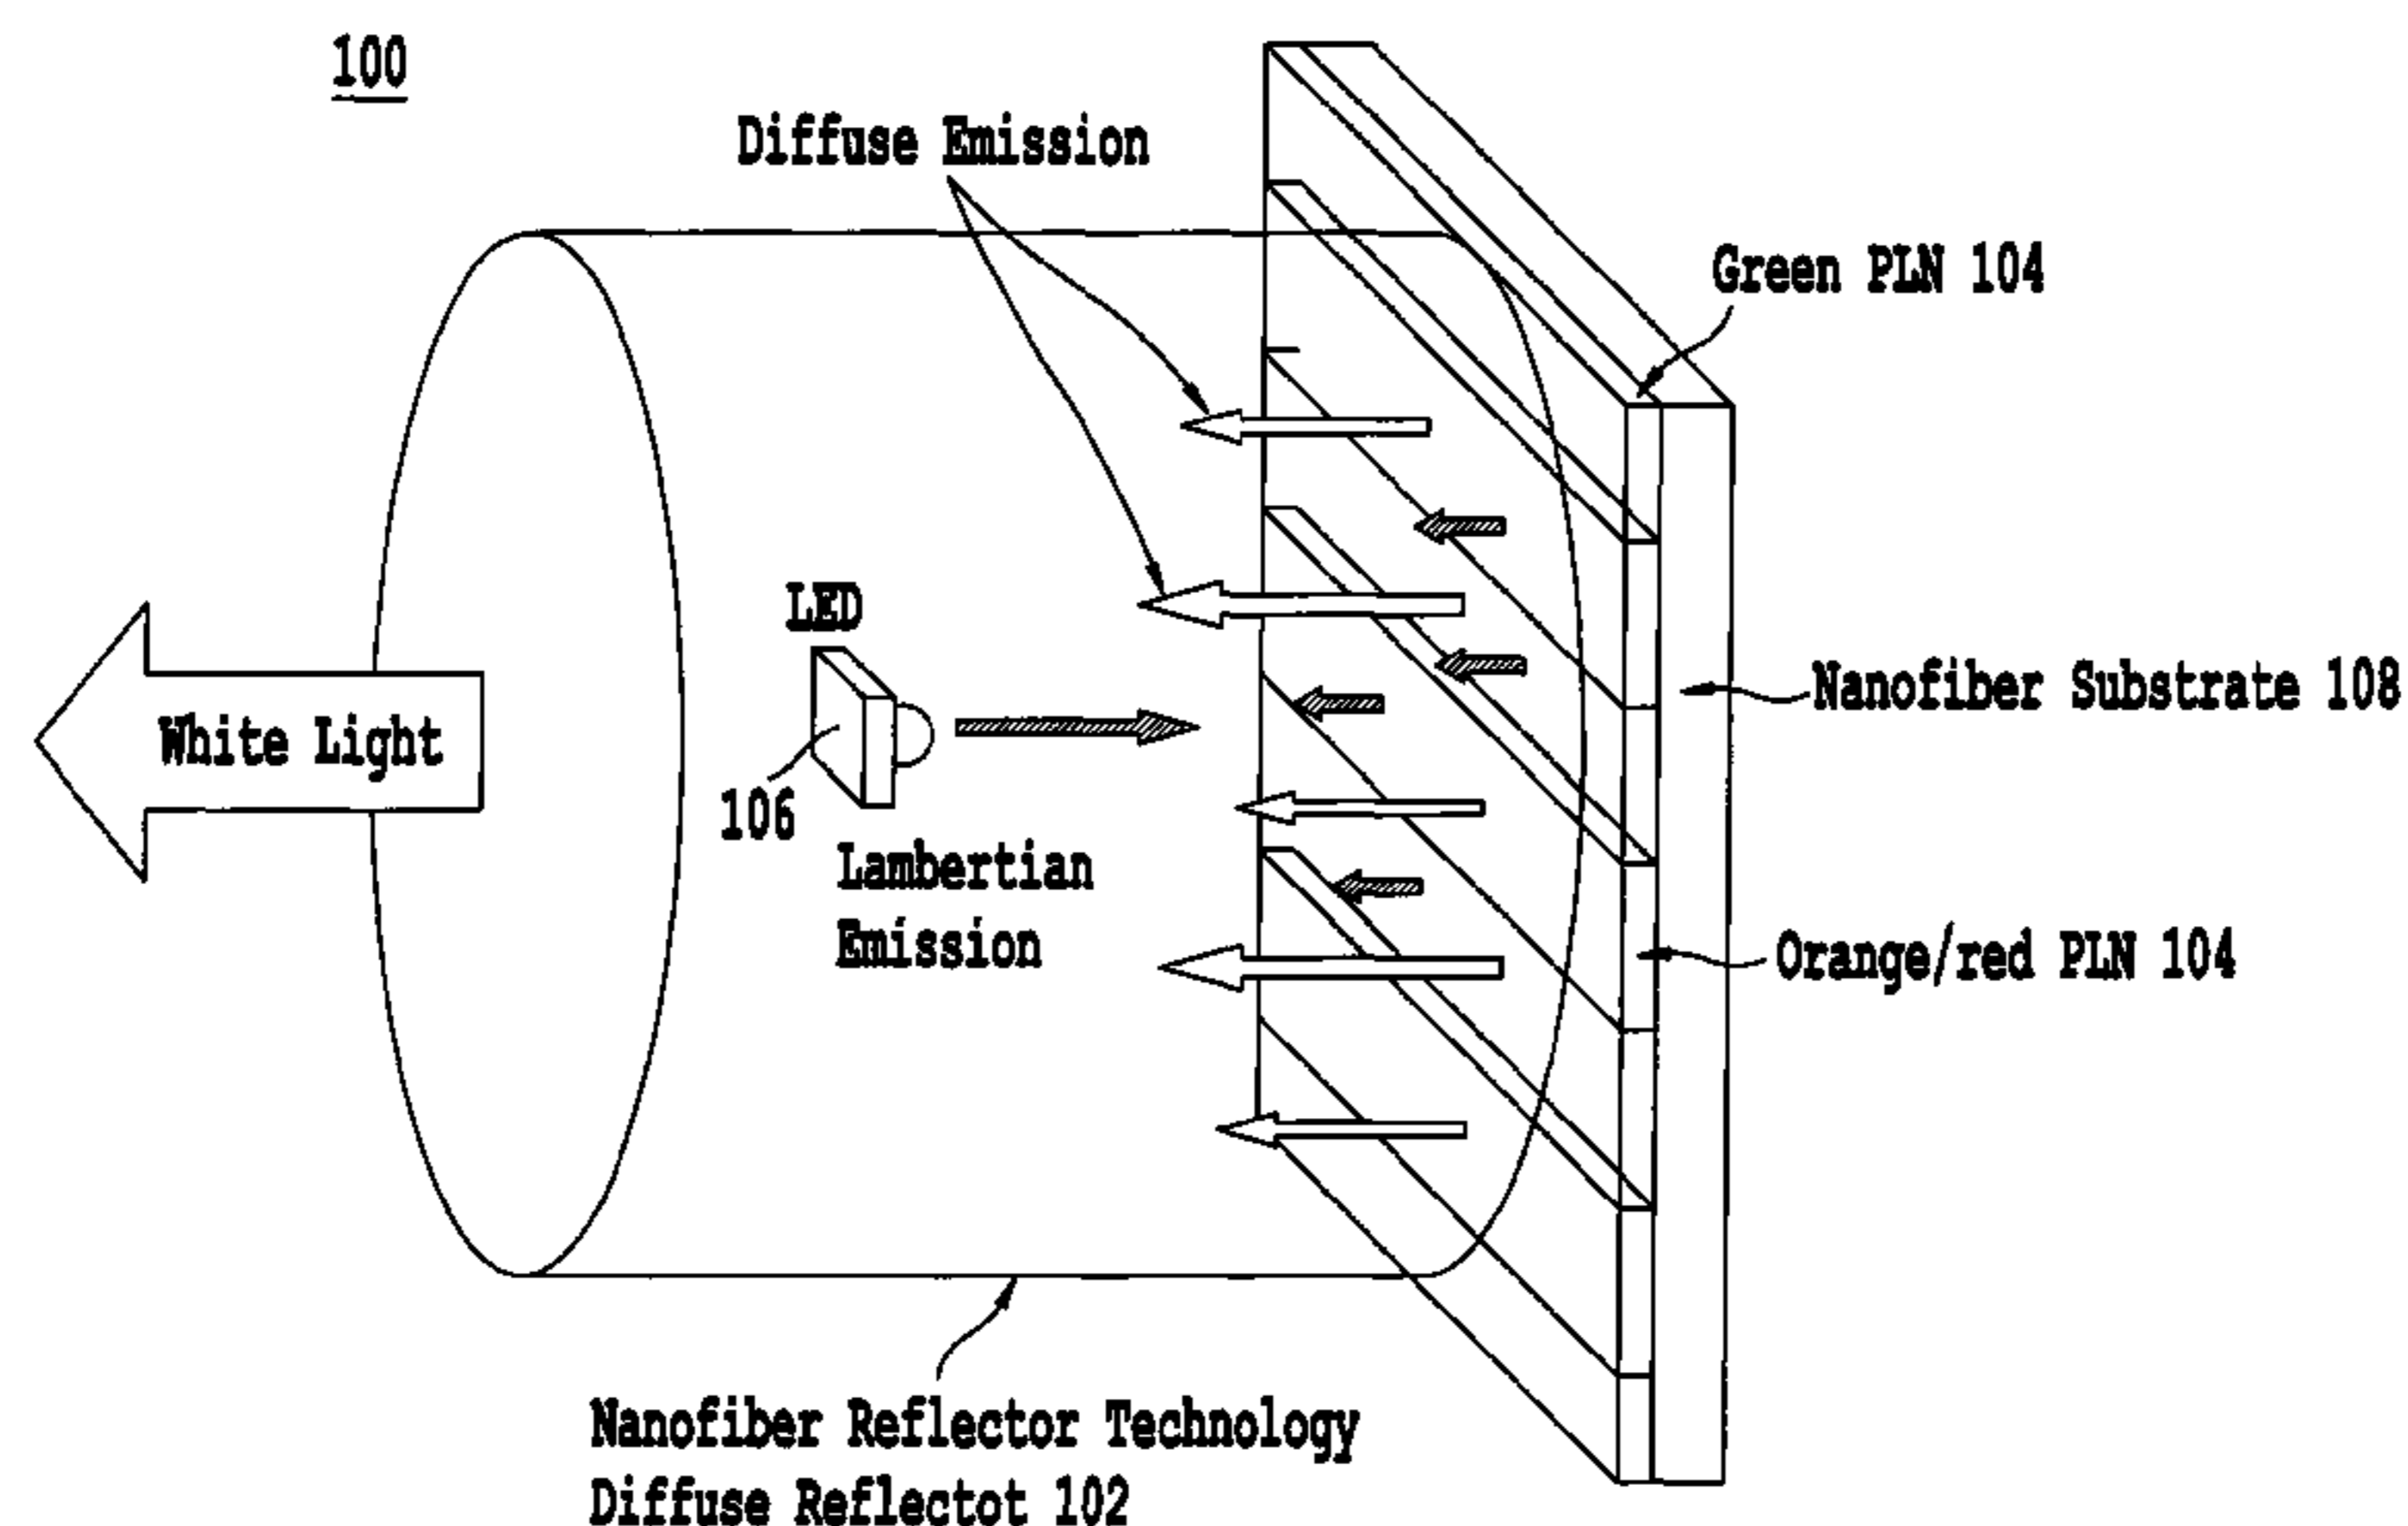 100
Diffuse Emission
Green PLN 104
LED
Nanofiber Substrate 108
White Light
106
Lambertian
Emission
Orange/red PLN 104
Nanofiber Reflector Technology
Diffuse Reflectot 102